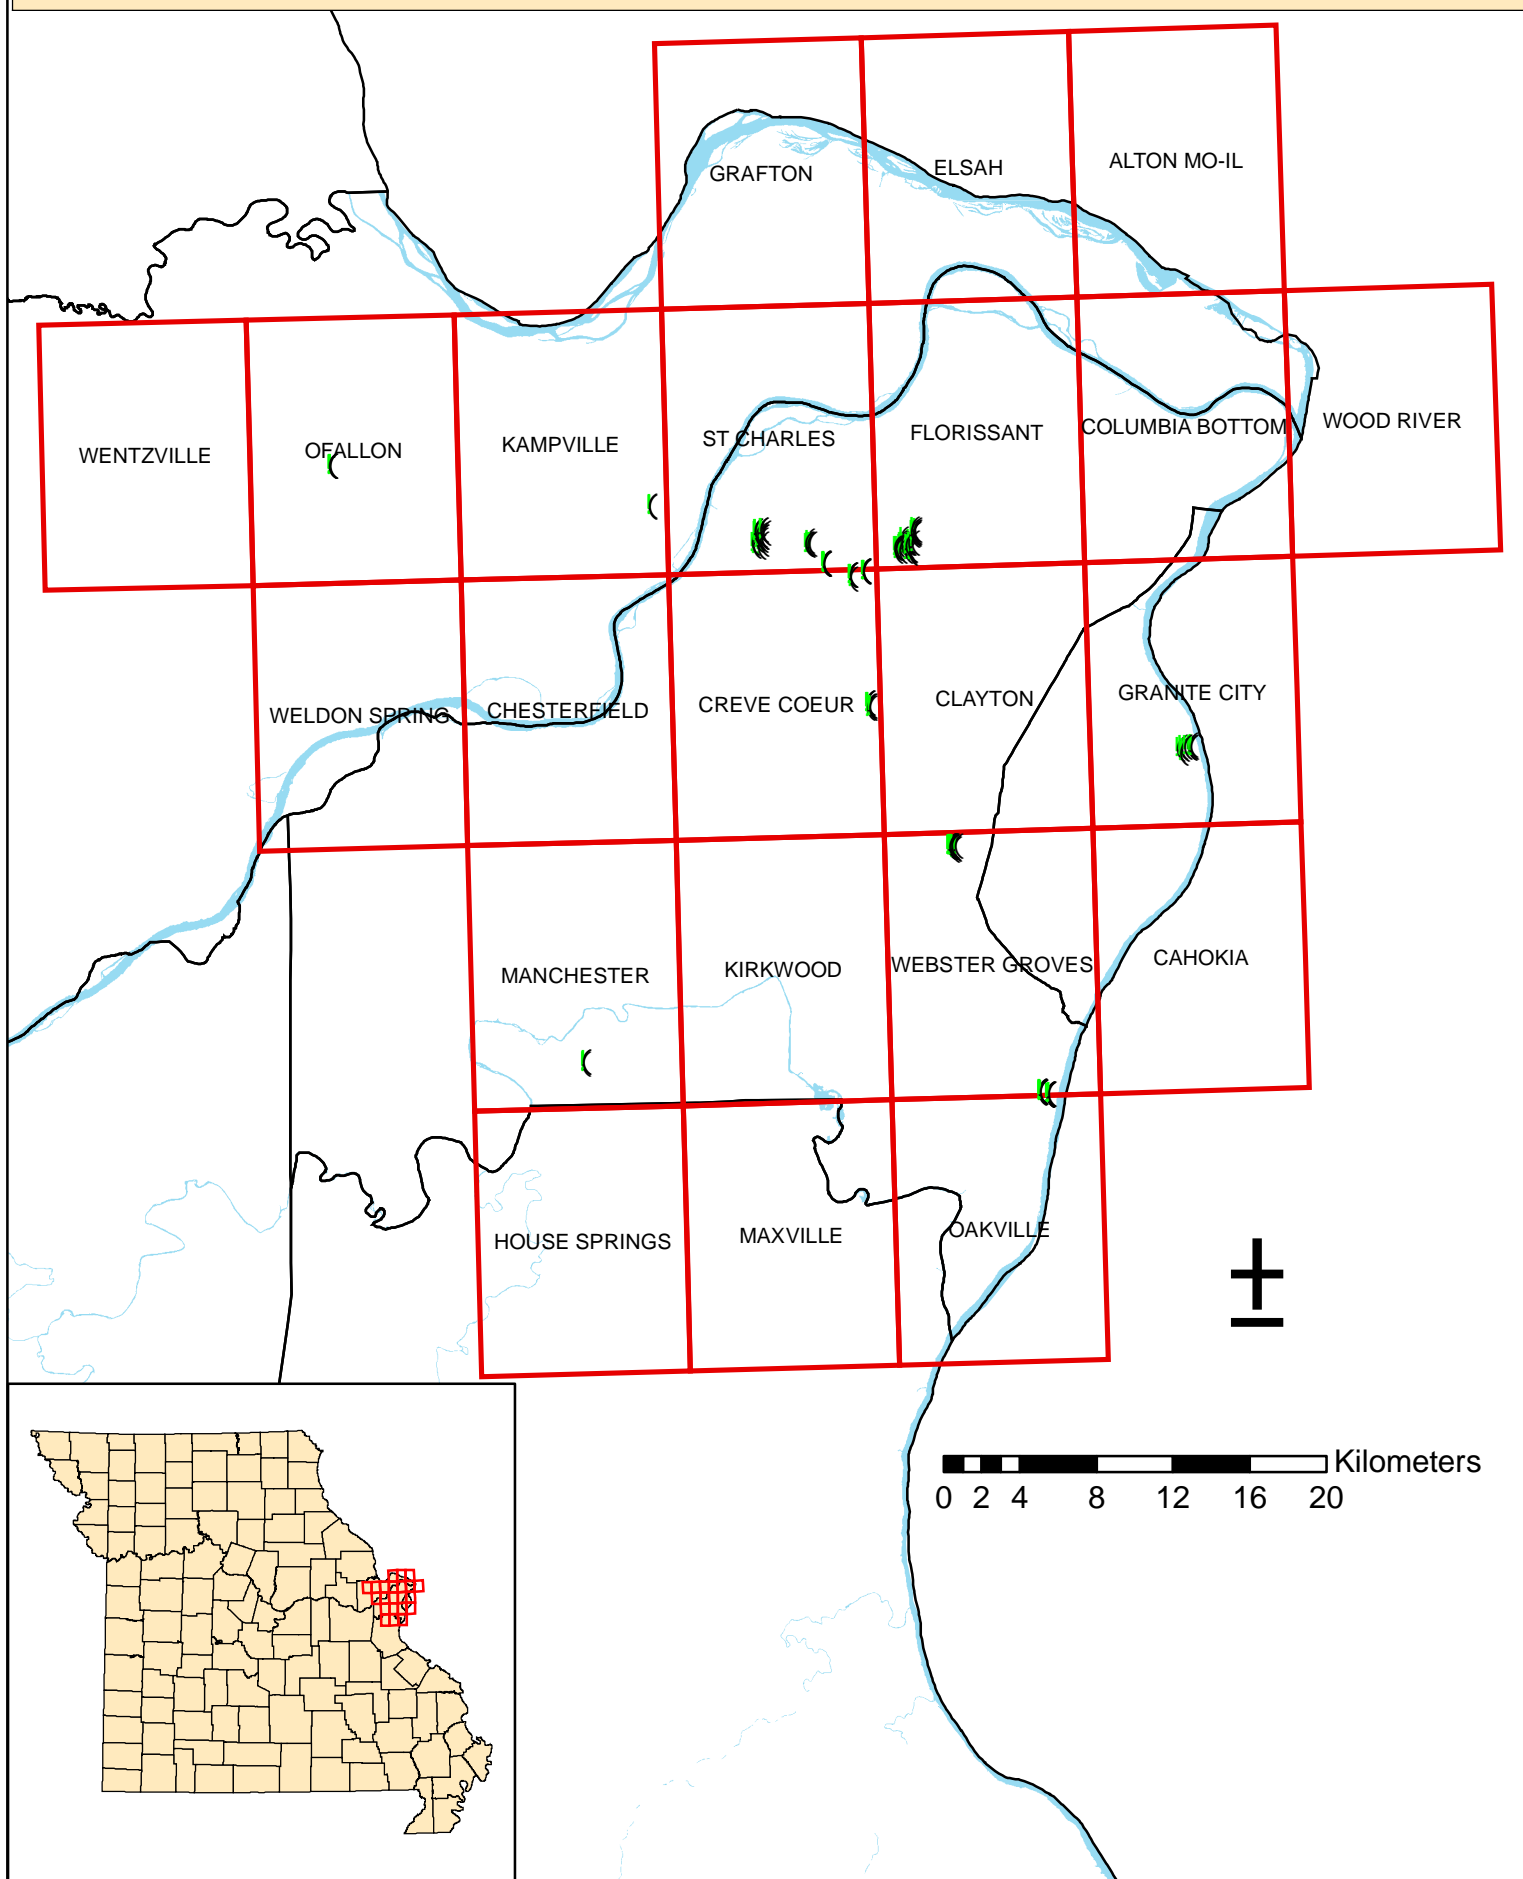 GRAFTON
ELSAH
ALTON MO-IL
WENTZVILLE
OFALLON
KAMPVILLE
ST CHARLES
FLORISSANT
COLUMBIA BOTTOM
WOOD RIVER
WELDON SPRING
CHESTERFIELD
CREVE COEUR
CLAYTON
GRANITE CITY
MANCHESTER
KIRKWOOD
WEBSTER GROVES
CAHOKIA
HOUSE SPRINGS
MAXVILLE
OAKVILLE
±
Kilometers
0 2 4 8 12 16 20